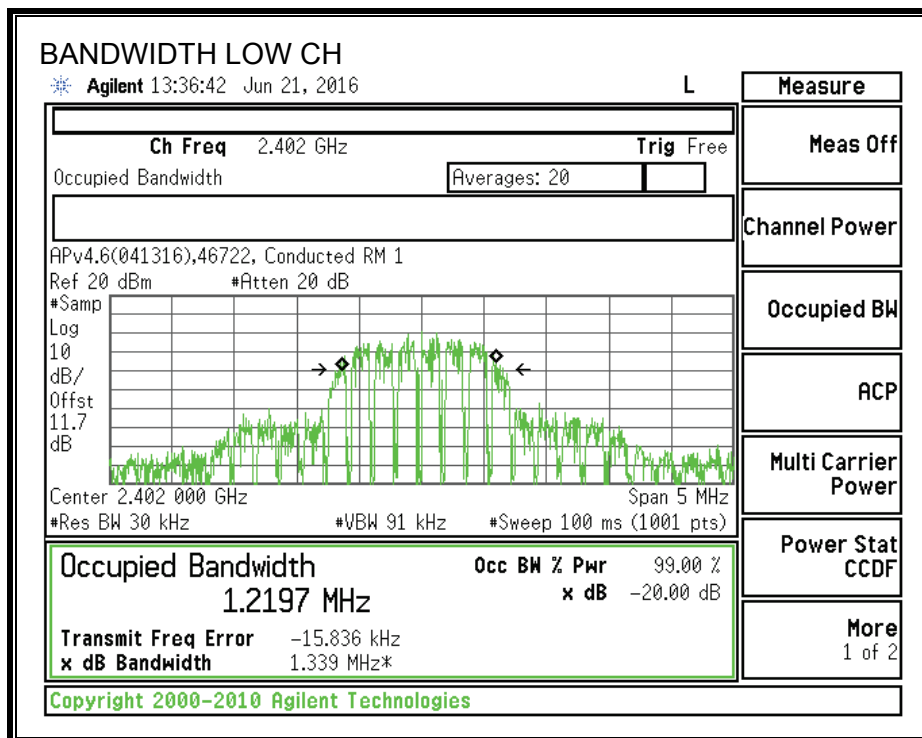 BANDWIDTH LOW CH
Agilent 13:36:42 Jun 21, 2016 L
Measure
Ch Freq 2.402 GHz Trig Free
Meas Off
Occupied Bandwidth Averages: 20
Channel Power
APv4.6(041316),46722, Conducted RM 1
Ref 20 dBm #Atten 20 dB
#Samp
Log
10
dB/
Offst
11.7
dB
Occupied BW
ACP
Multi Carrier
Power
Center 2.402 000 GHz Span 5 MHz
#Res BW 30 kHz #VBW 91 kHz #Sweep 100 ms (1001 pts)
Power Stat
CCDF
Occupied Bandwidth Occ BW % Pwr 99.00 %
1.2197 MHz x dB -20.00 dB
Transmit Freq Error -15.836 kHz
x dB Bandwidth 1.339 MHz*
More
1 of 2
Copyright 2000-2010 Agilent Technologies